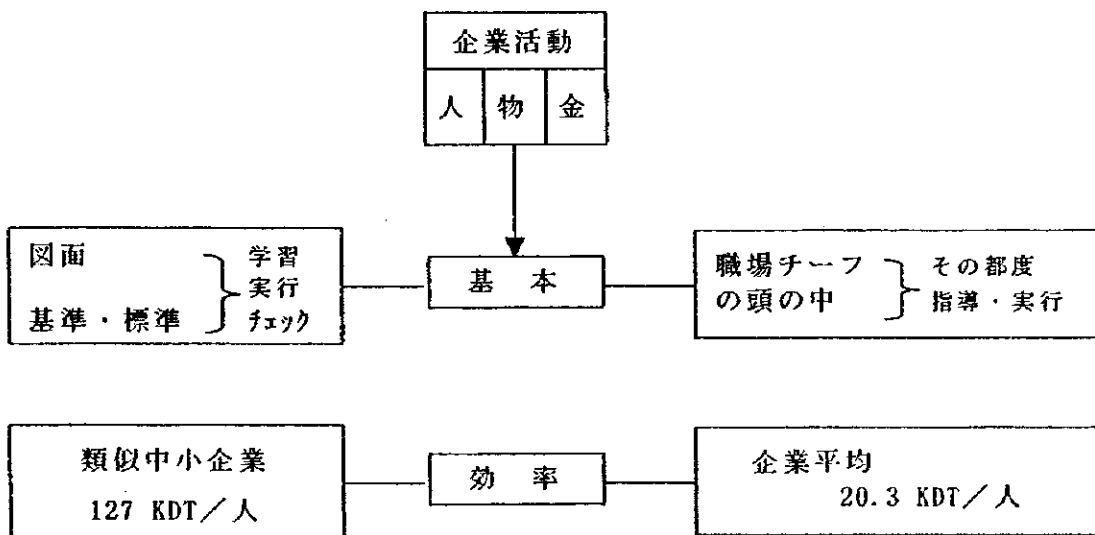 企業活動
人 物 金
図面
基準・標準
学習
実行
チェック
基本
職場チーフ
の頭の中
その都度
指導・実行
類似中小企業
127 KDT／人
効率
企業平均
20.3 KDT／人